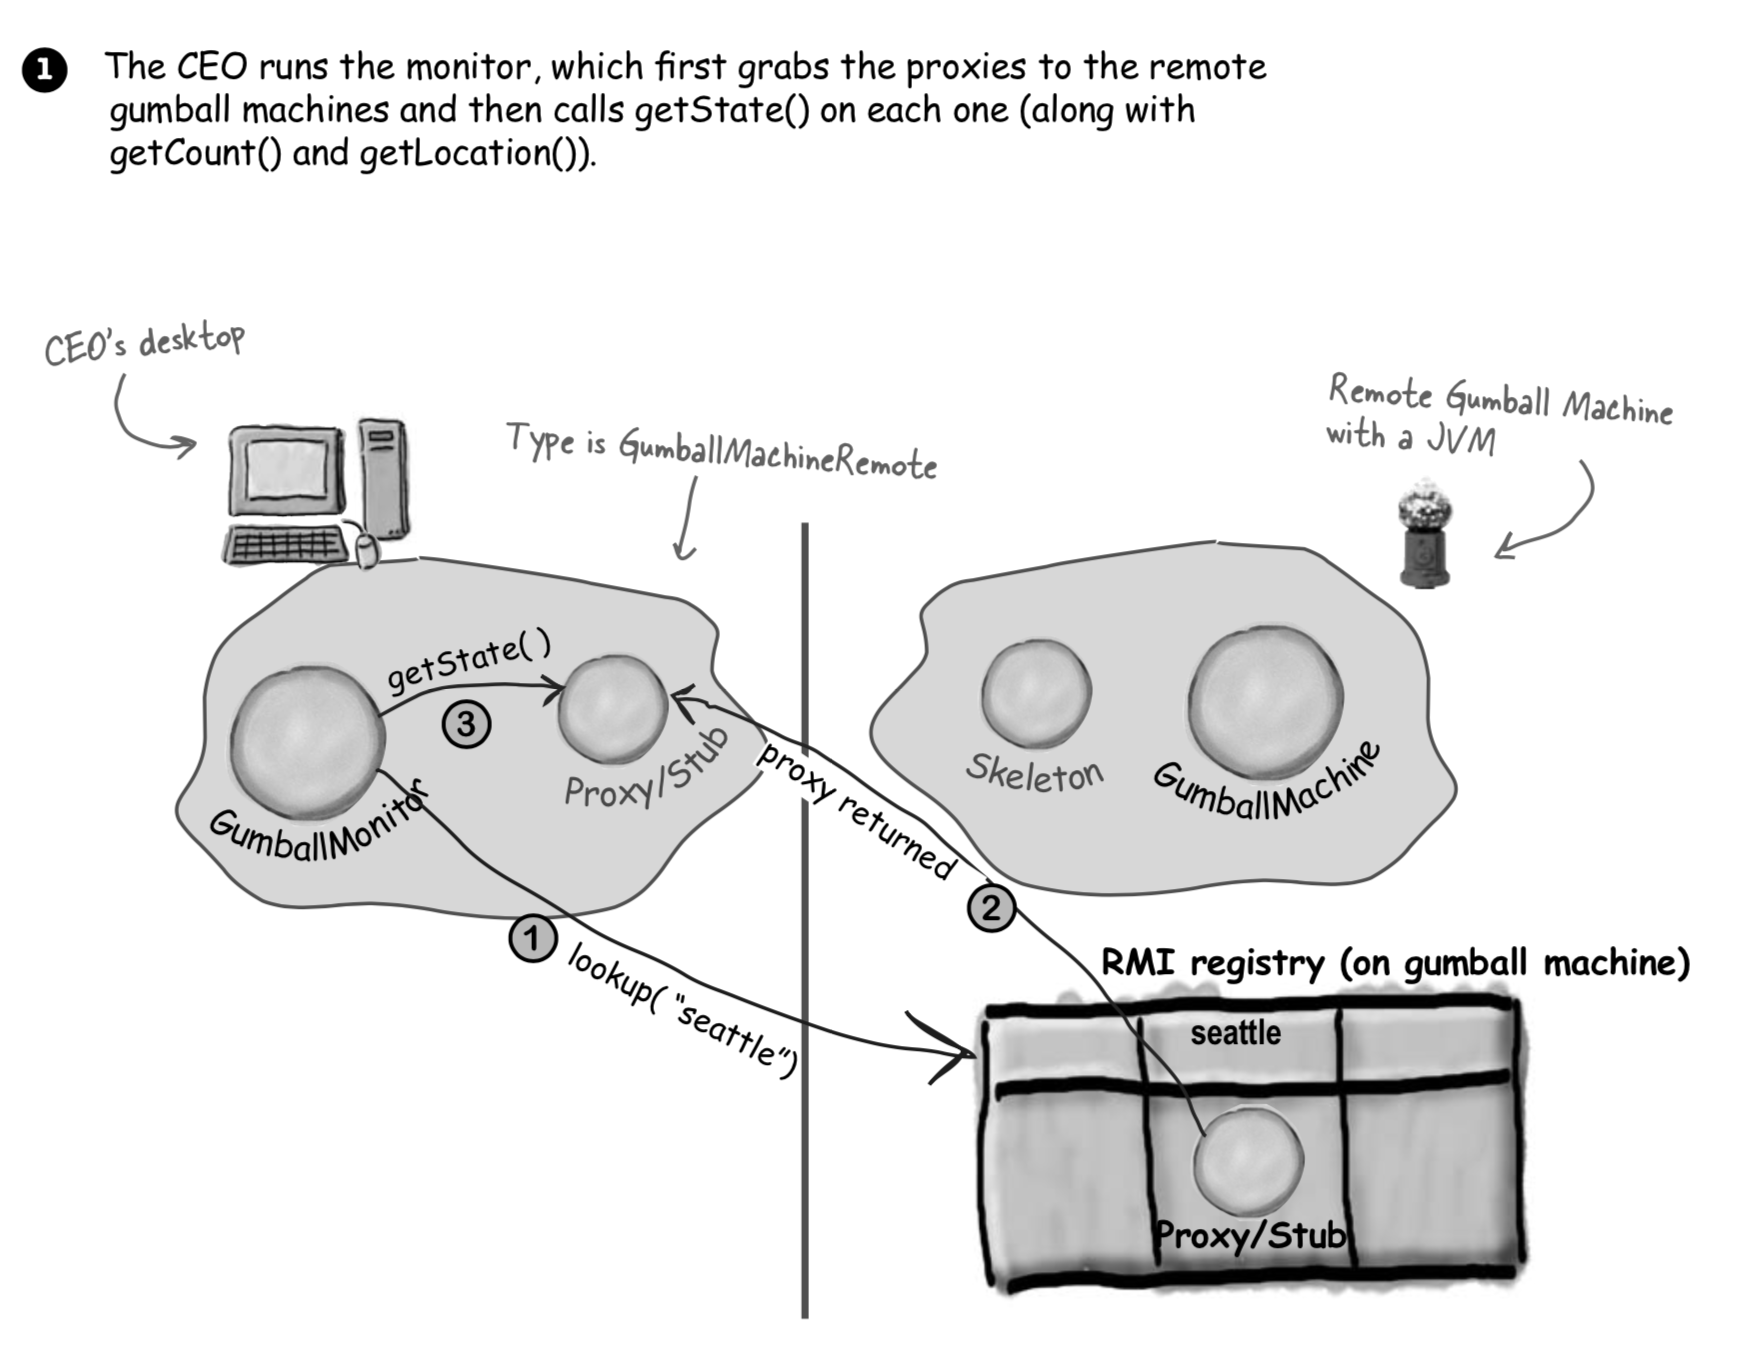 1 The CEO runs the monitor, which first grabs the proxies to the remote
gumball machines and then calls getState() on each one (along with
getCount() and getLocation()).
CEO's desktop
Remote Gumball Machine
with a JVM
Type is GumballMachineRemote
getState()
3
Proxy/Stub
GumballMonitor
Skeleton
GumballMachine
proxy returned
2
1
lookup( "seattle")
RMI registry (on gumball machine)
seattle
Proxy/Stub